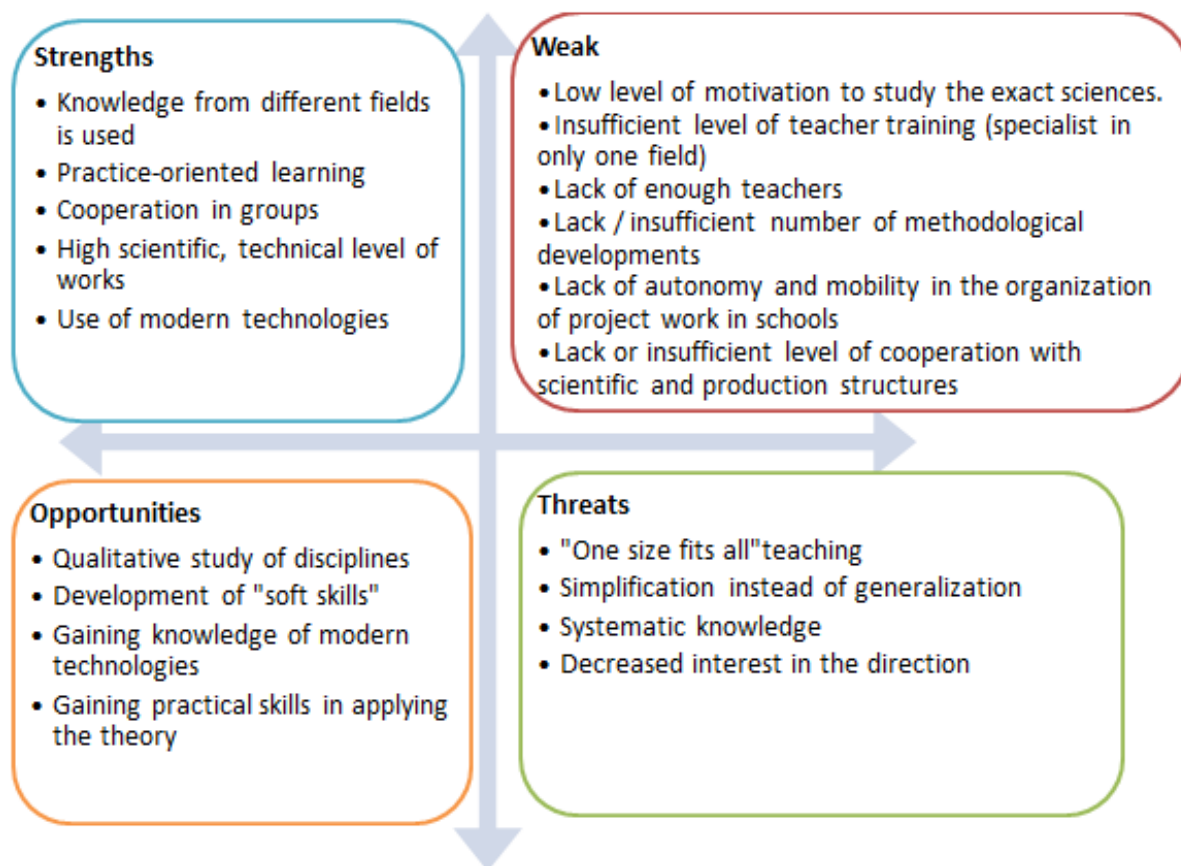 Strengths
• Knowledge from different fields
is used
• Practice-oriented learning
• Cooperation in groups
• High scientific, technical level of
works
• Use of modern technologies
Weak
•Low level of motivation to study the exact sciences.
•Insufficient level of teacher training (specialist in
only one field)
•Lack of enough teachers
•Lack / insufficient number of methodological
developments
•Lack of autonomy and mobility in the organization
of project work in schools
•Lack or insufficient level of cooperation with
scientific and production structures
Opportunities
• Qualitative study of disciplines
• Development of "soft skills"
• Gaining knowledge of modern
technologies
• Gaining practical skills in applying
the theory
Threats
• "One size fits all"teaching
• Simplification instead of generalization
• Systematic knowledge
• Decreased interest in the direction